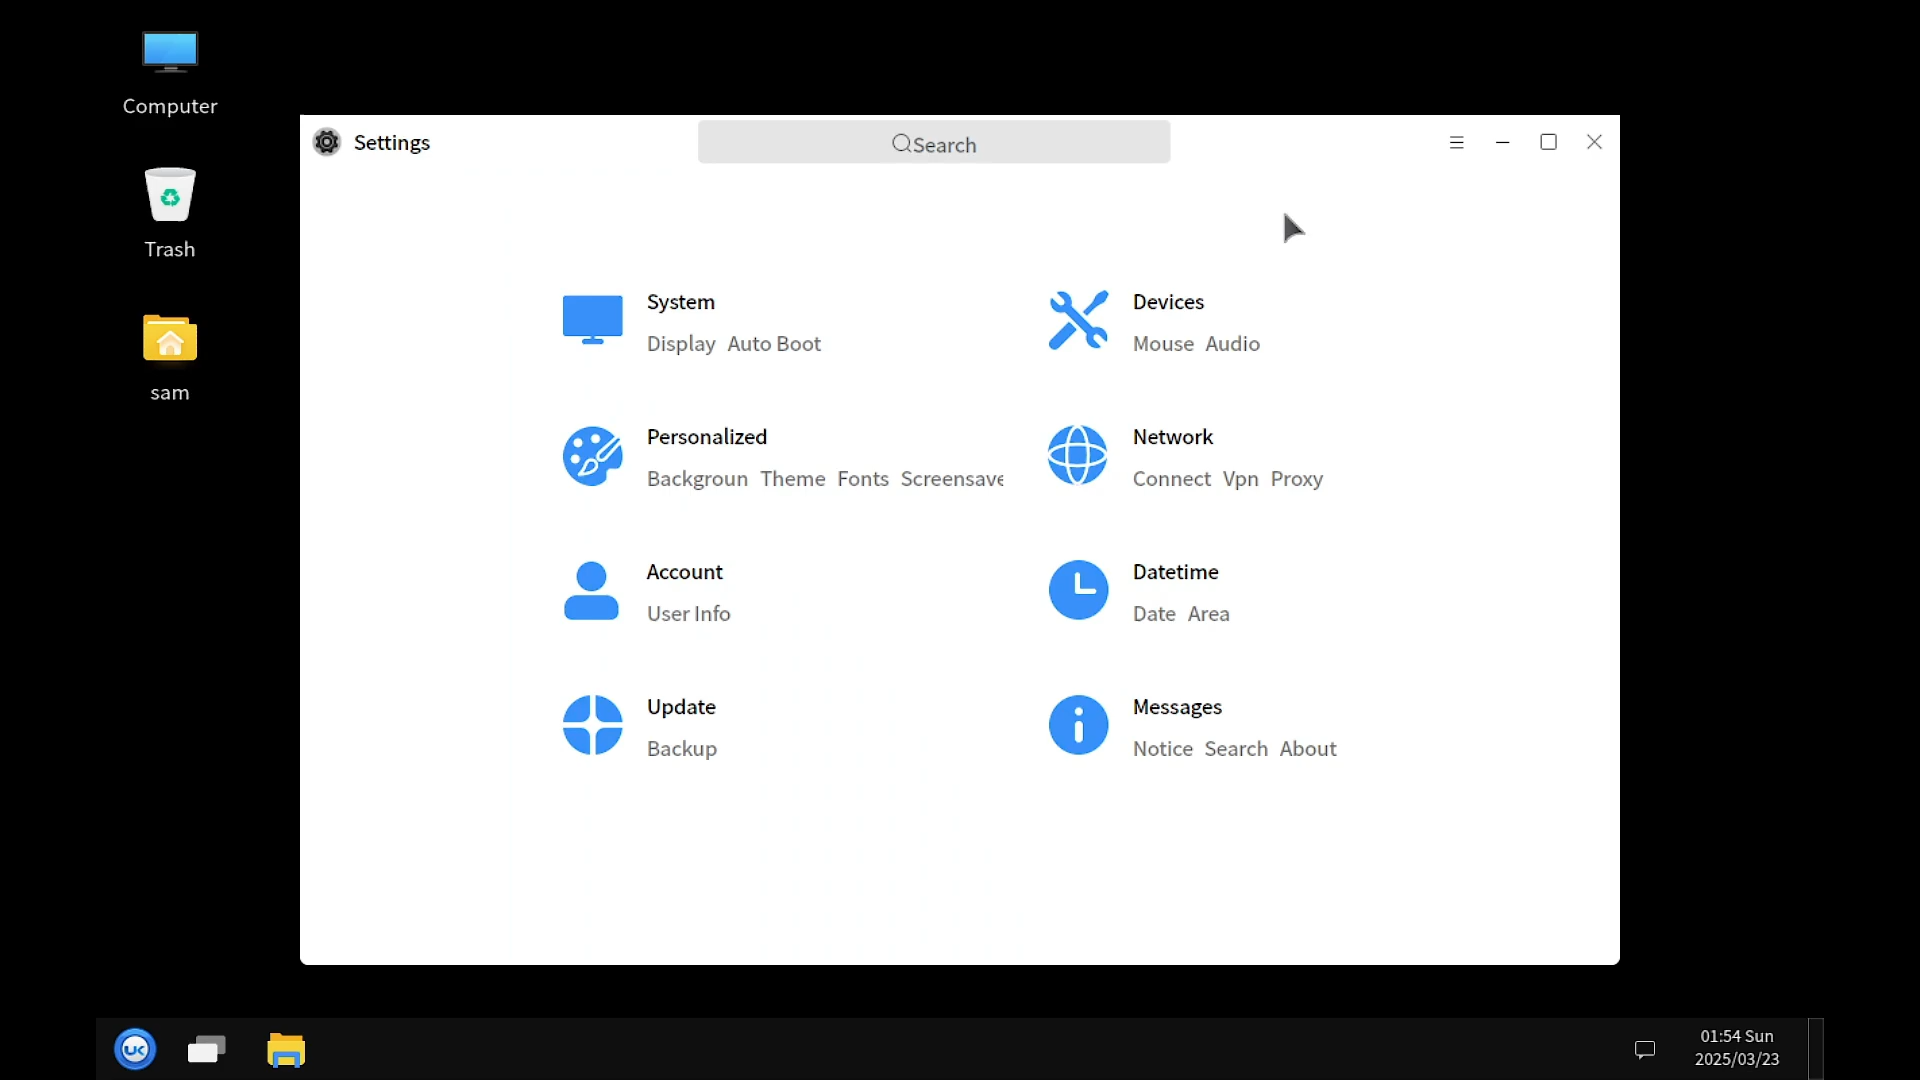 Computer
Trash
sam
Settings
Search
System
Display Auto Boot
Devices
Mouse Audio
Personalized
Backgroun Theme Fonts Screensave
Network
Connect Vpn Proxy
Account
User Info
Datetime
Date Area
Update
Backup
Messages
Notice Search About
UK
01:54 Sun
2025/03/23